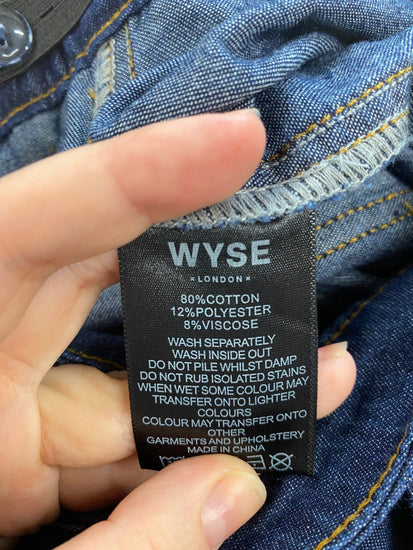 WYSE
×LONDON×
80%COTTON
12%POLYESTER
8%VISCOSE
WASH SEPARATELY
WASH INSIDE OUT
DO NOT PILE WHILST DAMP
DO NOT RUB ISOLATED STAINS
WHEN WET SOME COLOUR MAY
TRANSFER ONTO LIGHTER
COLOURS
COLOUR MAY TRANSFER ONTO
OTHER
GARMENTS AND UPHOLSTERY
MADE IN CHINA